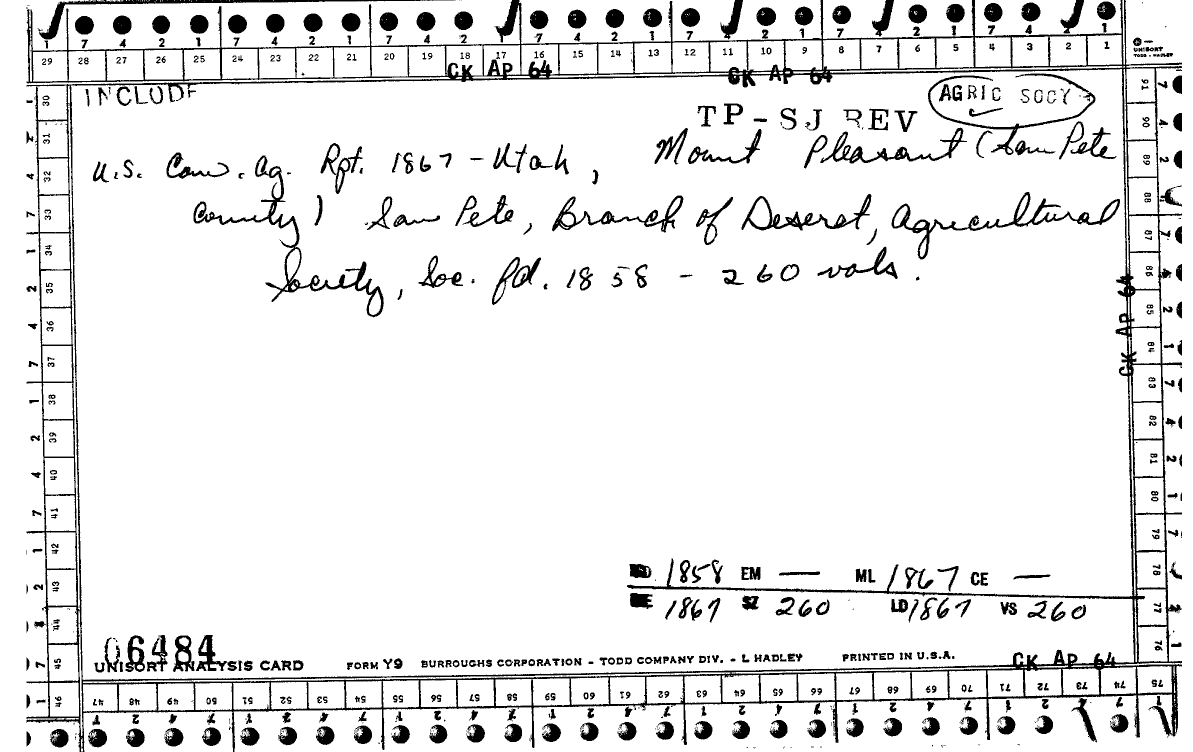 7 4 2 1 7 4 2 1 7 4 2 1 7 4 2 1 7 4 2 1 7 4 2 1
29 28 27 26 25 24 23 22 21 20 19 18 17 16 15 14 13 12 11 10 9 8 7 6 5 4 3 2 1
UNISORT
TODD - HADLEY
CK AP 64 CK AP 64
INCLUDE
AGRIC SOCY
TP-SJ REV
U.S. Com. Ag. Rpt. 1867 - Utah, Mount Pleasant (San Pete
County) San Pete, Branch of Deseret, Agricultural
Society, Soc. fd. 1858 - 260 vols.
30 31 32 33 34 35 36 37 38 39 40 41 42 43 44 45 46
91 90 89 88 87 86 85 84 83 82 81 80 79 78 77 76
CK AP 64
1858 EM — ML 1867 CE —
1867 SZ 260 LD 1867 VS 260
06484
UNISORT ANALYSIS CARD FORM Y9 BURROUGHS CORPORATION - TODD COMPANY DIV. - L HADLEY PRINTED IN U.S.A.
CK AP 64
47 48 49 50 51 52 53 54 55 56 57 58 59 60 61 62 63 64 65 66 67 68 69 70 71 72 73 74 75